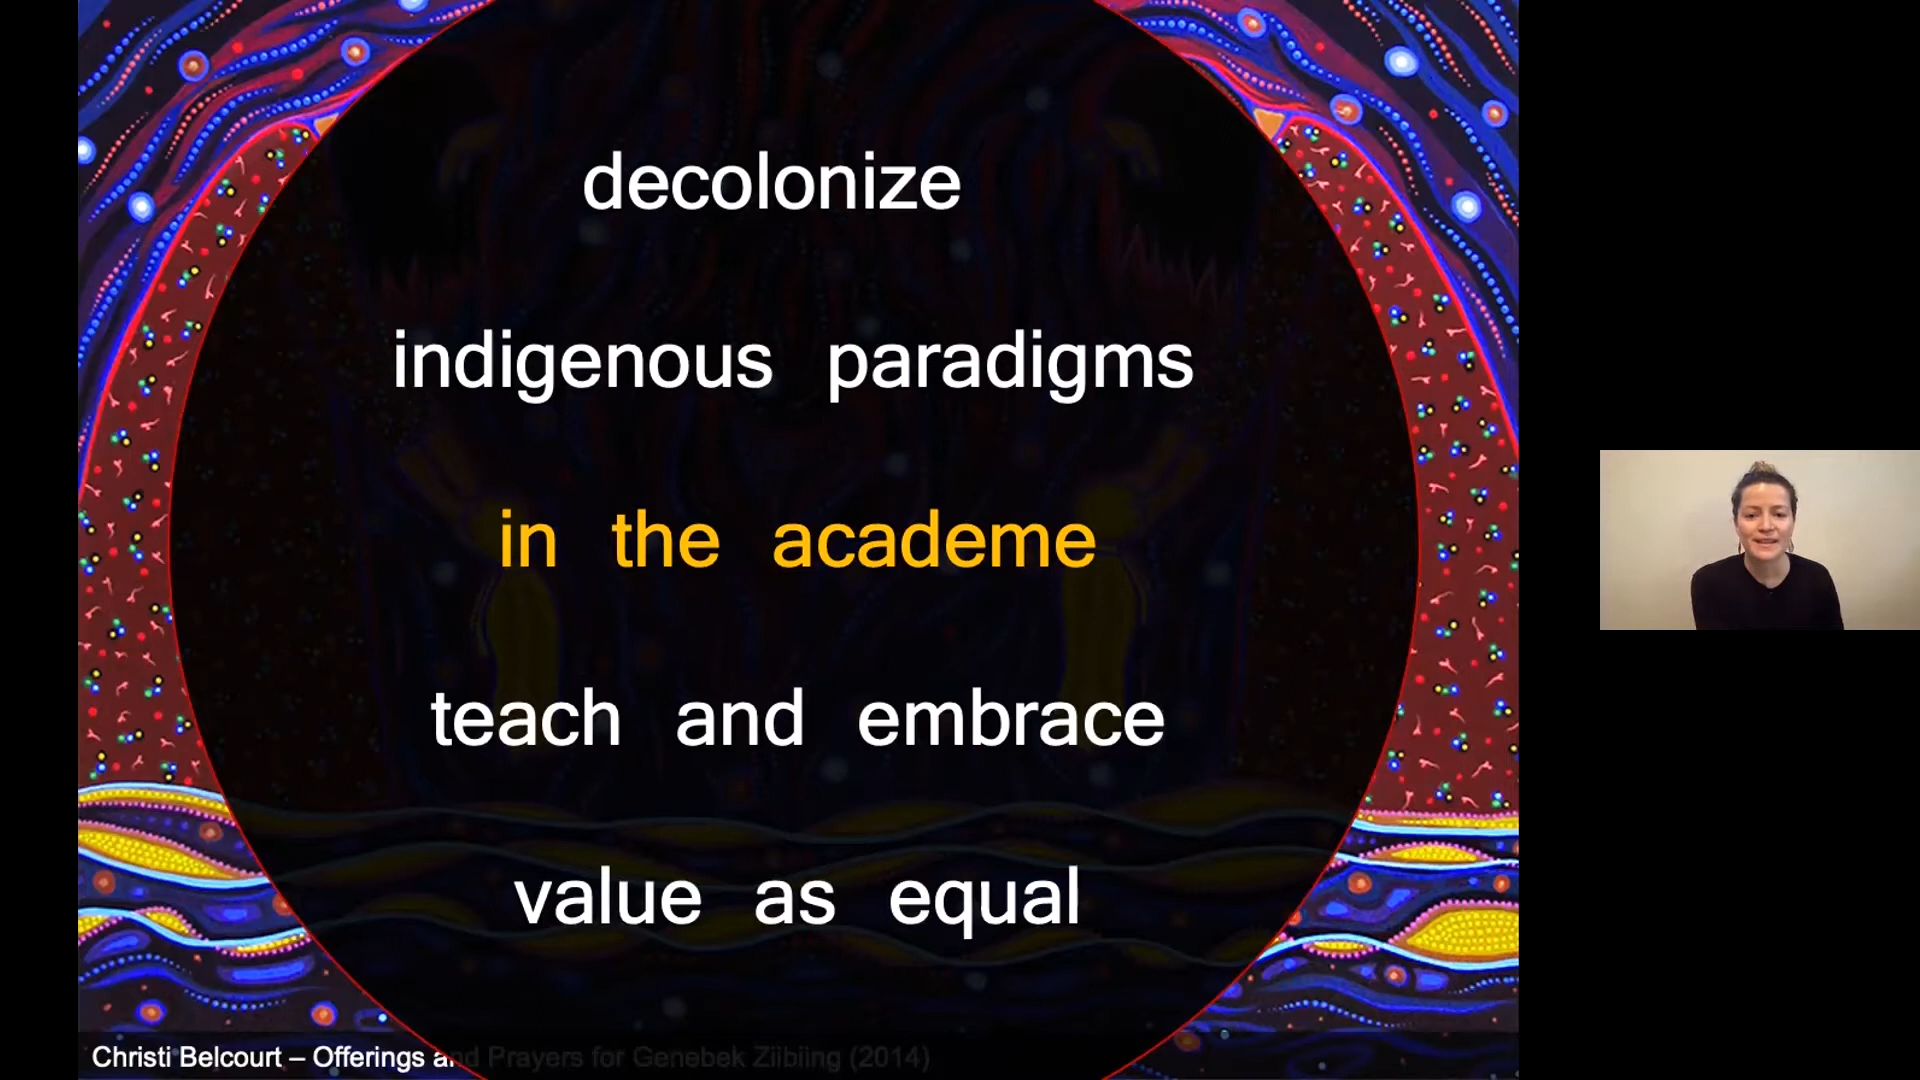 decolonize
indigenous paradigms
in the academe
teach and embrace
value as equal
Christi Belcourt – Offerings and Prayers for Genebek Ziibiing (2014)